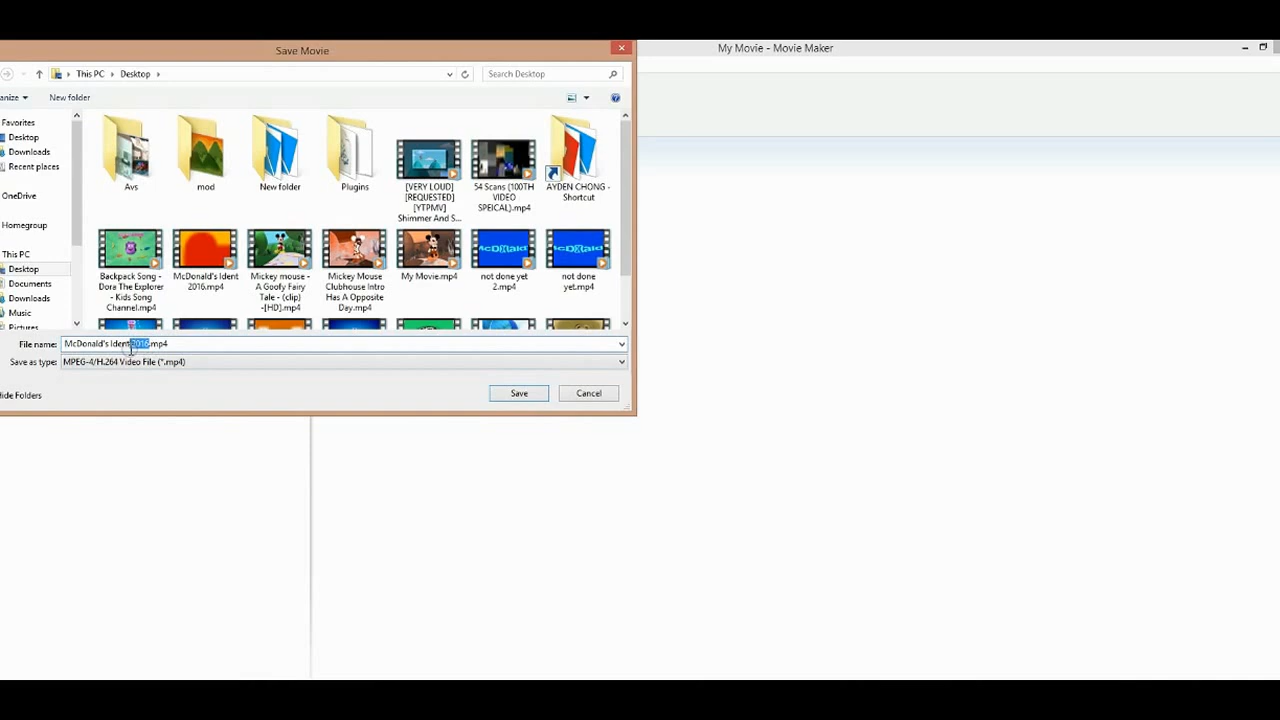 Save Movie
My Movie - Movie Maker
This PC
Desktop
Search Desktop
anize
New folder
Favorites
Desktop
Downloads
Recent places
OneDrive
Homegroup
This PC
Desktop
Documents
Downloads
Music
Pictures
Avs
mod
New folder
Plugins
[VERY LOUD]
[REQUESTED]
[YTPMV]
Shimmer And S...
54 Scans (100TH
VIDEO
SPEICAL).mp4
AYDEN CHONG -
Shortcut
Backpack Song -
Dora The Explorer
- Kids Song
Channel.mp4
McDonald's Ident
2016.mp4
Mickey mouse -
A Goofy Fairy
Tale - (clip)
-[HD].mp4
Mickey Mouse
Clubhouse Intro
Has A Opposite
Day.mp4
My Movie.mp4
not done yet
2.mp4
not done
yet.mp4
File name:
McDonald's Ident 2016.mp4
Save as type:
MPEG-4/H.264 Video File (*.mp4)
Hide Folders
Save
Cancel